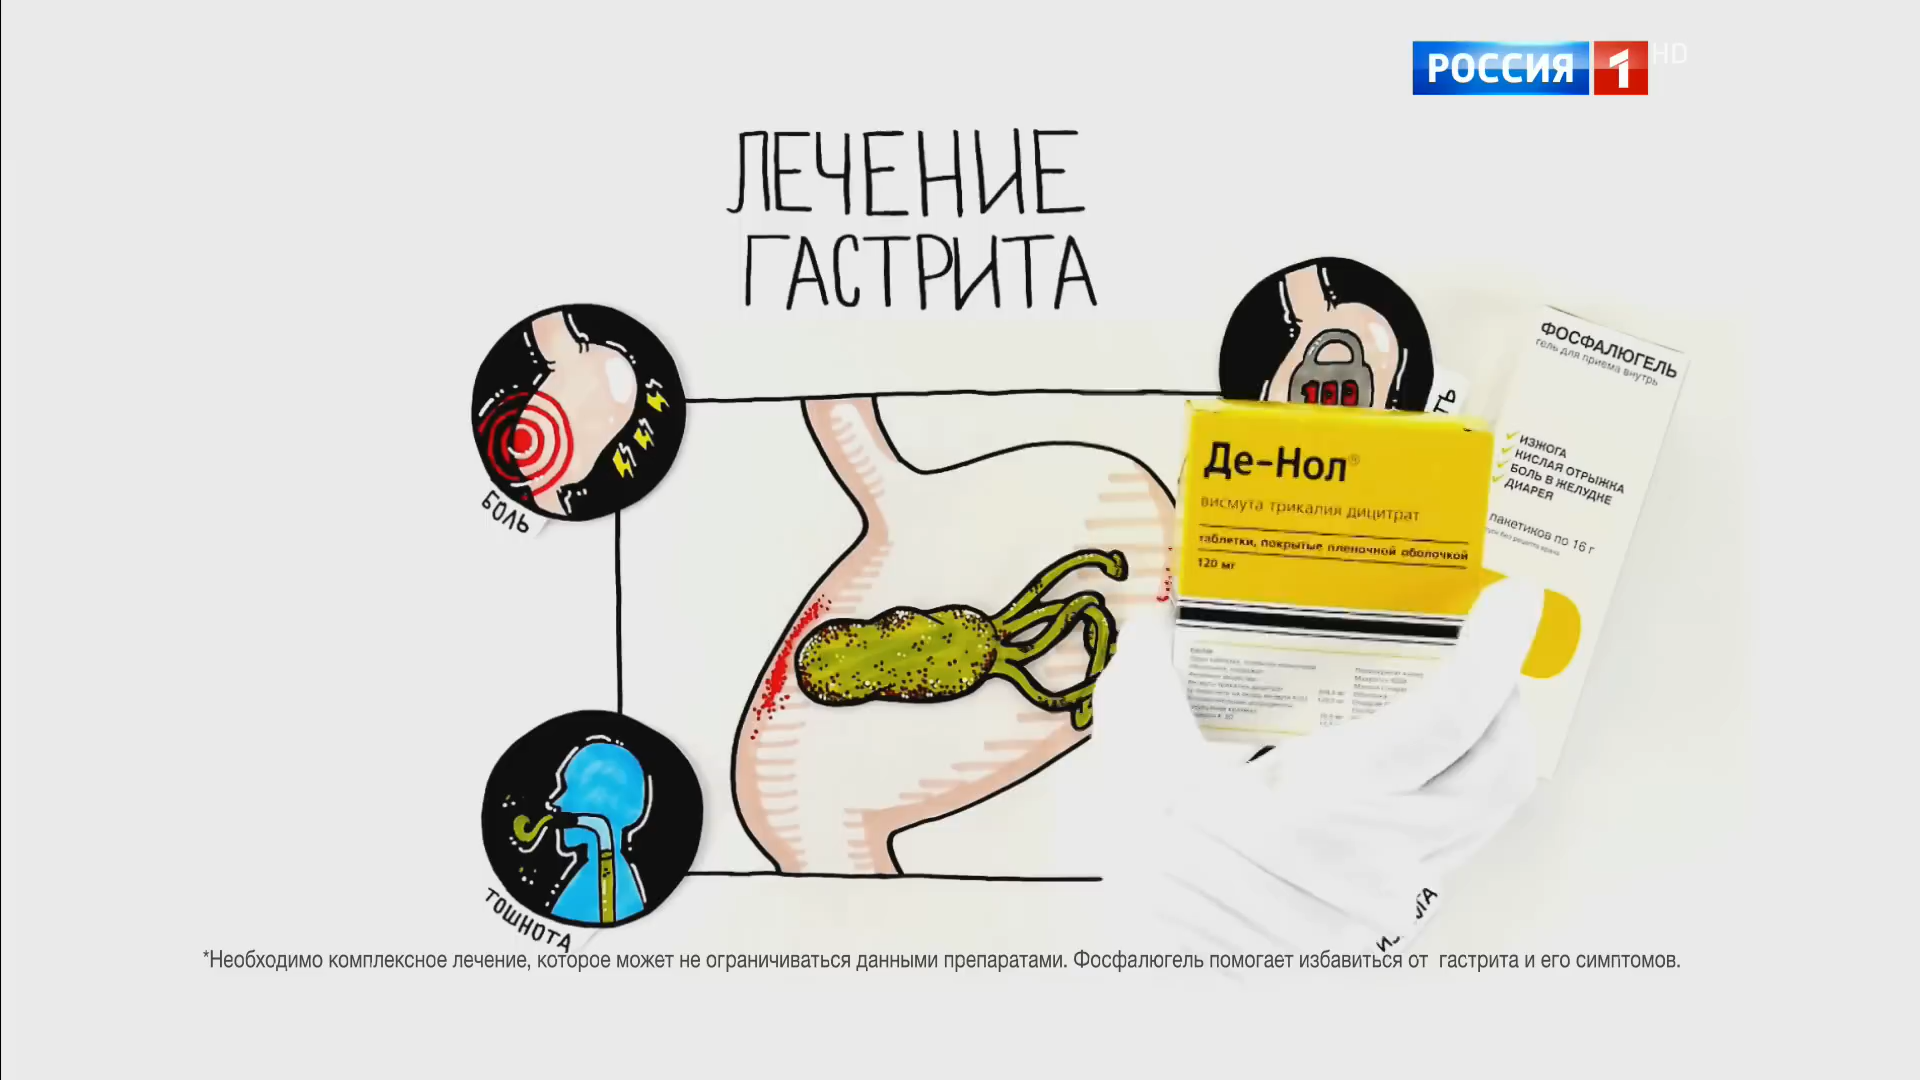 РОССИЯ 1 HD
ЛЕЧЕНИЕ
ГАСТРИТА
100
БОЛЬ
ФОСФАЛЮГЕЛЬ
гель для приема внутрь
ИЗЖОГА
КИСЛАЯ ОТРЫЖКА
БОЛЬ В ЖЕЛУДКЕ
ДИАРЕЯ
пакетиков по 16 г
Де-Нол®
висмута трикалия дицитрат
таблетки, покрытые пленочной оболочкой
120 мг
ТОШНОТА
*Необходимо комплексное лечение, которое может не ограничиваться данными препаратами. Фосфалюгель помогает избавиться от гастрита и его симптомов.